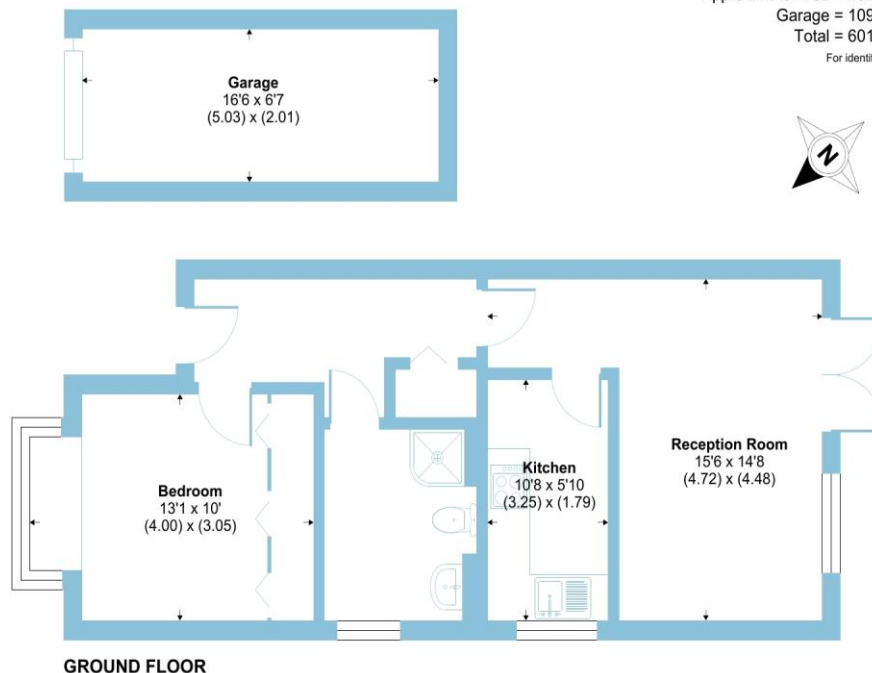 Garage = 109
Total = 601
For identif
Garage
16'6 x 6'7
(5.03) x (2.01)
N
Bedroom
13'1 x 10'
(4.00) x (3.05)
Kitchen
10'8 x 5'10
(3.25) x (1.79)
Reception Room
15'6 x 14'8
(4.72) x (4.48)
GROUND FLOOR